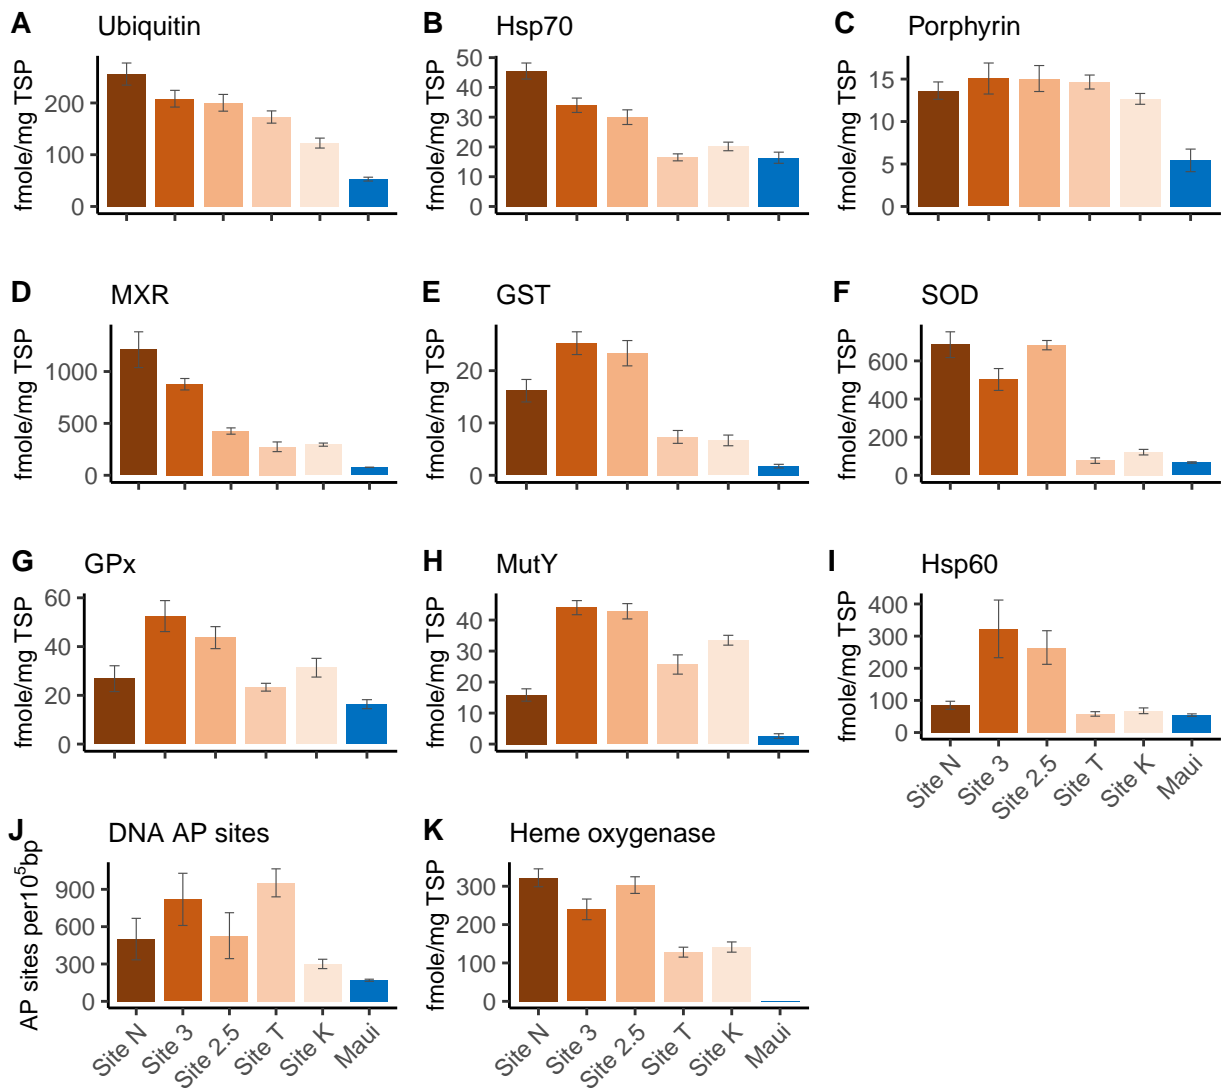 A Ubiquitin
fmole/mg TSP
200
100
0
B Hsp70
fmole/mg TSP
50
40
30
20
10
0
C Porphyrin
fmole/mg TSP
15
10
5
0
D MXR
fmole/mg TSP
1000
500
0
E GST
fmole/mg TSP
20
10
0
F SOD
fmole/mg TSP
600
400
200
0
G GPx
fmole/mg TSP
60
40
20
0
H MutY
fmole/mg TSP
40
30
20
10
0
I Hsp60
fmole/mg TSP
400
300
200
100
0
Site N
Site 3
Site 2.5
Site T
Site K
Maui
J DNA AP sites
AP sites per10⁵bp
900
600
300
0
Site N
Site 3
Site 2.5
Site T
Site K
Maui
K Heme oxygenase
fmole/mg TSP
300
200
100
0
Site N
Site 3
Site 2.5
Site T
Site K
Maui